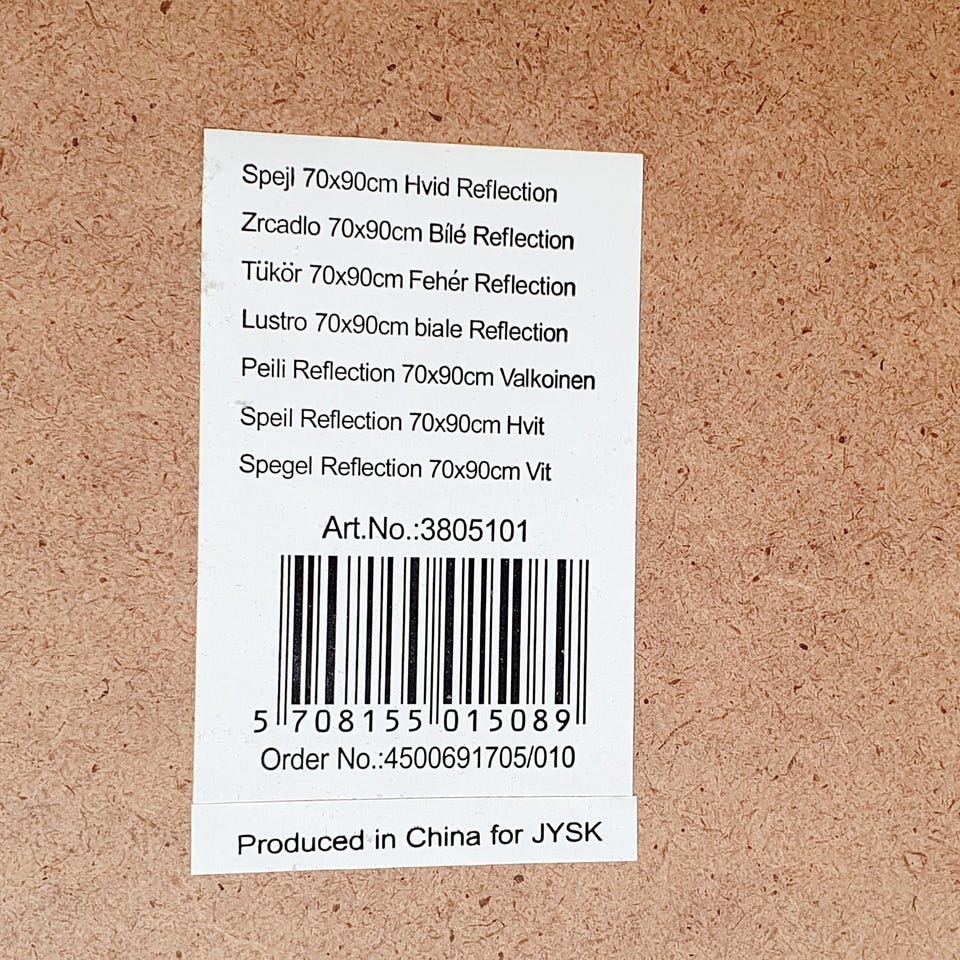 Spejl 70x90cm Hvid Reflection
Zrcadlo 70x90cm Bílé Reflection
Tükör 70x90cm Fehér Reflection
Lustro 70x90cm biale Reflection
Peili Reflection 70x90cm Valkoinen
Speil Reflection 70x90cm Hvit
Spegel Reflection 70x90cm Vit
Art.No.:3805101
5 708155 015089
Order No.:4500691705/010
Produced in China for JYSK